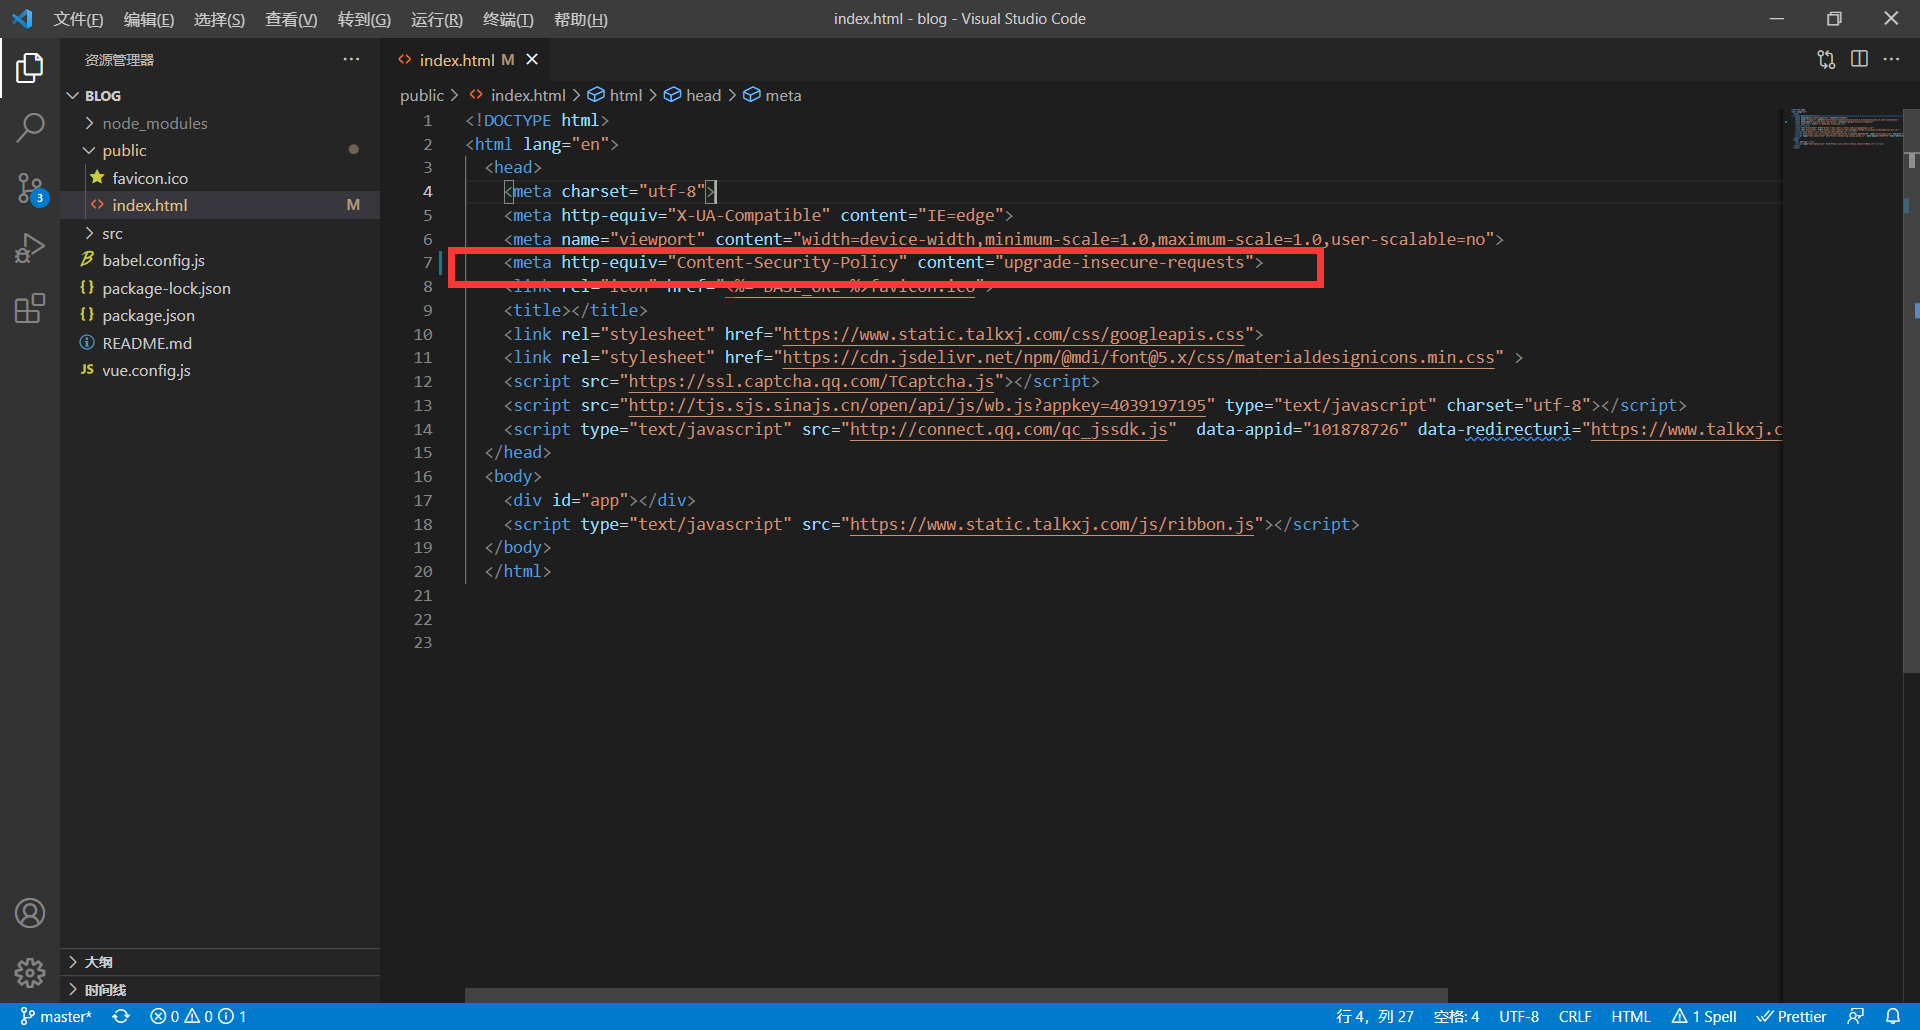 文件(F) 编辑(E) 选择(S) 查看(V) 转到(G) 运行(R) 终端(T) 帮助(H)
index.html - blog - Visual Studio Code
资源管理器
BLOG
node_modules
public
favicon.ico
index.html M
src
babel.config.js
package-lock.json
package.json
README.md
JS vue.config.js
3
大纲
时间线
index.html M
public > index.html > html > head > meta
1 <!DOCTYPE html>
2 <html lang="en">
3 <head>
4 <meta charset="utf-8">
5 <meta http-equiv="X-UA-Compatible" content="IE=edge">
6 <meta name="viewport" content="width=device-width,minimum-scale=1.0,maximum-scale=1.0,user-scalable=no">
7 <meta http-equiv="Content-Security-Policy" content="upgrade-insecure-requests">
8 <link rel="icon" href="<%= BASE_URL %>favicon.ico">
9 <title></title>
10 <link rel="stylesheet" href="https://www.static.talkxj.com/css/googleapis.css">
11 <link rel="stylesheet" href="https://cdn.jsdelivr.net/npm/@mdi/font@5.x/css/materialdesignicons.min.css" >
12 <script src="https://ssl.captcha.qq.com/TCaptcha.js"></script>
13 <script src="http://tjs.sjs.sinajs.cn/open/api/js/wb.js?appkey=4039197195" type="text/javascript" charset="utf-8"></script>
14 <script type="text/javascript" src="http://connect.qq.com/qc_jssdk.js" data-appid="101878726" data-redirecturi="https://www.talkxj.c
15 </head>
16 <body>
17 <div id="app"></div>
18 <script type="text/javascript" src="https://www.static.talkxj.com/js/ribbon.js"></script>
19 </body>
20 </html>
21
22
23
master* 0 0 1
行 4, 列 27 空格: 4 UTF-8 CRLF HTML 1 Spell Prettier